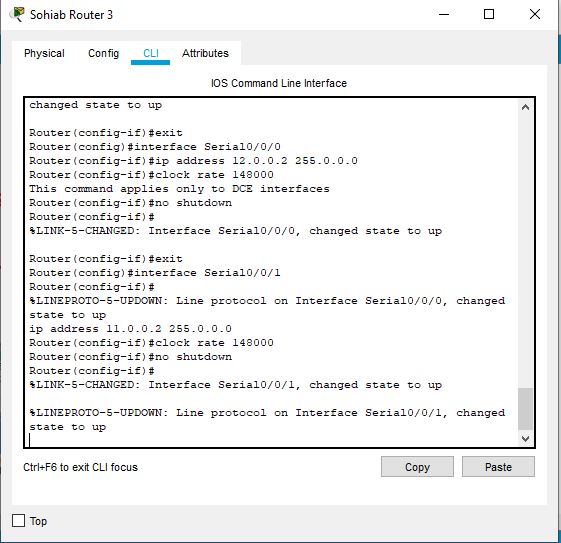 Sohiab Router 3
Physical Config CLI Attributes
IOS Command Line Interface
changed state to up
Router(config-if)#exit
Router(config)#interface Serial0/0/0
Router(config-if)#ip address 12.0.0.2 255.0.0.0
Router(config-if)#clock rate 148000
This command applies only to DCE interfaces
Router(config-if)#no shutdown
Router(config-if)#
%LINK-5-CHANGED: Interface Serial0/0/0, changed state to up
Router(config-if)#exit
Router(config)#interface Serial0/0/1
Router(config-if)#
%LINEPROTO-5-UPDOWN: Line protocol on Interface Serial0/0/0, changed
state to up
ip address 11.0.0.2 255.0.0.0
Router(config-if)#clock rate 148000
Router(config-if)#no shutdown
Router(config-if)#
%LINK-5-CHANGED: Interface Serial0/0/1, changed state to up
%LINEPROTO-5-UPDOWN: Line protocol on Interface Serial0/0/1, changed
state to up
Ctrl+F6 to exit CLI focus Copy Paste
Top